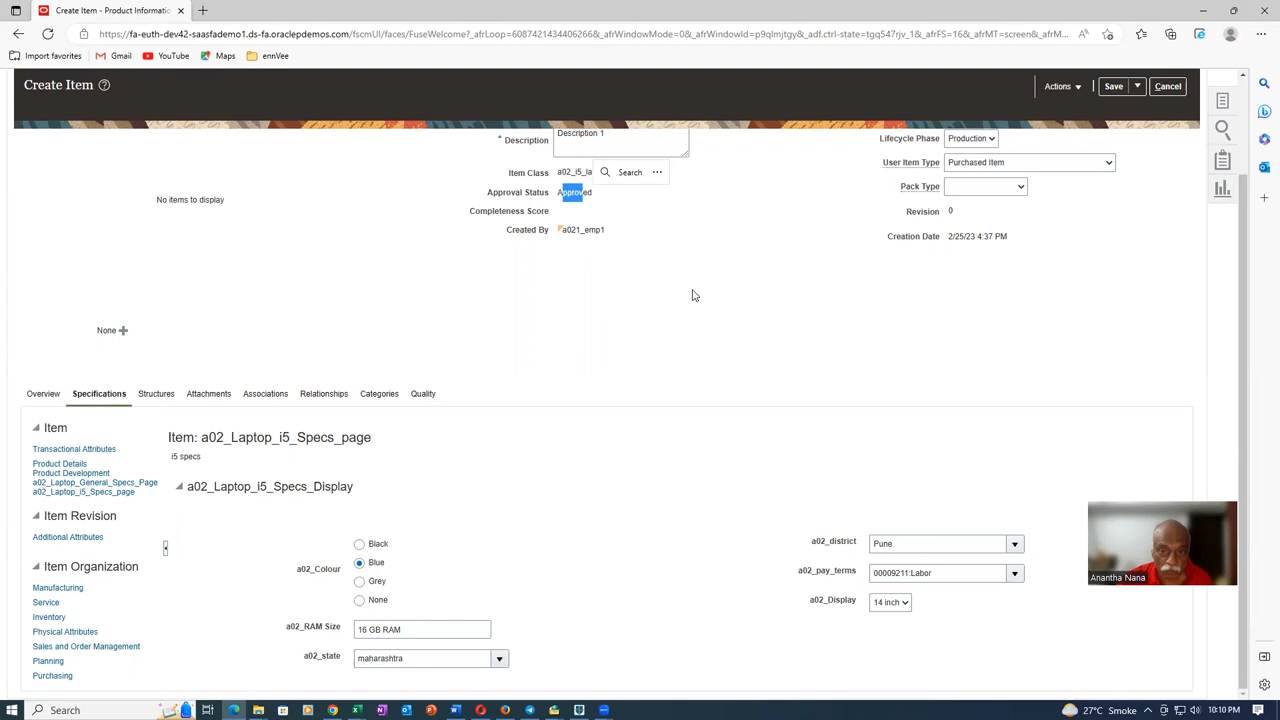 Create Item - Product Informati
https://fa-euth-dev42-saasfademo1.ds-fa.oraclepdemos.com/fscmUI/faces/FuseWelcome?_afrLoop=6087421434406266&_afrWindowMode=0&_afrWindowId=p9qlmjtgy&_adf.ctrl-state=tgq547rjv_1&_afrFS=16&_afrMT=screen&_afrM...
Import favorites
Gmail
YouTube
Maps
ennVee
Create Item
Actions
Save
Cancel
Description
Description 1
Lifecycle Phase
Production
Item Class
a02_i5_la
Search
User Item Type
Purchased Item
Approval Status
Approved
Pack Type
No items to display
Completeness Score
Revision
0
Created By
a021_emp1
Creation Date
2/25/23 4:37 PM
None
Overview
Specifications
Structures
Attachments
Associations
Relationships
Categories
Quality
Item
Transactional Attributes
Product Details
Product Development
a02_Laptop_General_Specs_Page
a02_Laptop_i5_Specs_page
Item Revision
Additional Attributes
Item Organization
Manufacturing
Service
Inventory
Physical Attributes
Sales and Order Management
Planning
Purchasing
Item: a02_Laptop_i5_Specs_page
i5 specs
a02_Laptop_i5_Specs_Display
a02_Colour
Black
Blue
Grey
None
a02_RAM Size
16 GB RAM
a02_state
maharashtra
a02_district
Pune
a02_pay_terms
00009211:Labor
a02_Display
14 inch
Anantha Nana
Search
27°C Smoke
10:10 PM